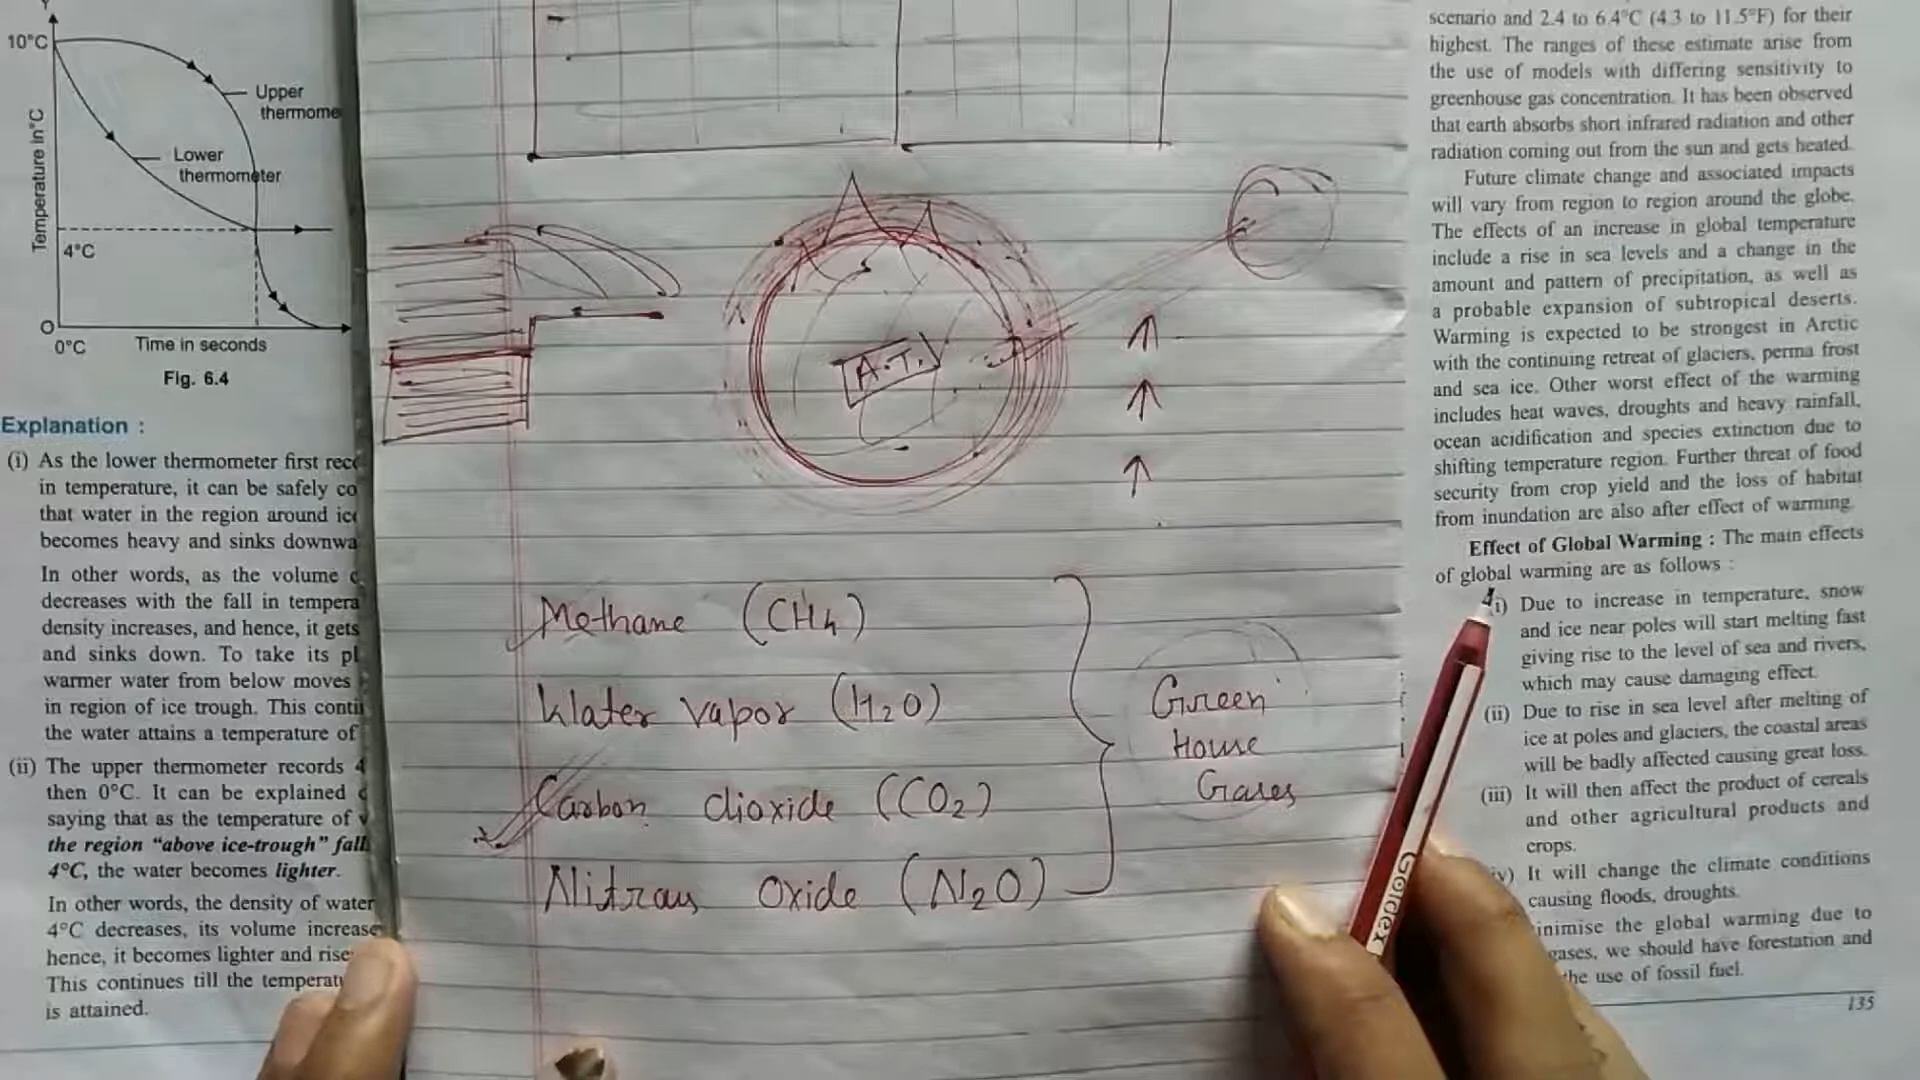 Y
10°C
Upper
thermome
Temperature in°C
Lower
thermometer
4°C
O
0°C
Time in seconds
Fig. 6.4
Explanation :
(i) As the lower thermometer first rec
in temperature, it can be safely co
that water in the region around ice
becomes heavy and sinks downwa
In other words, as the volume
decreases with the fall in tempera
density increases, and hence, it gets
and sinks down. To take its pl
warmer water from below moves
in region of ice trough. This conti
the water attains a temperature of
(ii) The upper thermometer records 4
then 0°C. It can be explained
saying that as the temperature of
the region “above ice-trough” fall
4°C, the water becomes lighter.
In other words, the density of water
4°C decreases, its volume increase
hence, it becomes lighter and rise
This continues till the temperatu
is attained.
A.T.
Methane (CH4)
Water vapor (H2O)
Carbon dioxide (CO2)
Nitrous Oxide (N2O)
Green
House
Gases
scenario and 2.4 to 6.4°C (4.3 to 11.5°F) for their
highest. The ranges of these estimate arise from
the use of models with differing sensitivity to
greenhouse gas concentration. It has been observed
that earth absorbs short infrared radiation and other
radiation coming out from the sun and gets heated.
Future climate change and associated impacts
will vary from region to region around the globe.
The effects of an increase in global temperature
include a rise in sea levels and a change in the
amount and pattern of precipitation, as well as
a probable expansion of subtropical deserts.
Warming is expected to be strongest in Arctic
with the continuing retreat of glaciers, perma frost
and sea ice. Other worst effect of the warming
includes heat waves, droughts and heavy rainfall,
ocean acidification and species extinction due to
shifting temperature region. Further threat of food
security from crop yield and the loss of habitat
from inundation are also after effect of warming.
Effect of Global Warming : The main effects
of global warming are as follows :
i) Due to increase in temperature, snow
and ice near poles will start melting fast
giving rise to the level of sea and rivers,
which may cause damaging effect.
(ii) Due to rise in sea level after melting of
ice at poles and glaciers, the coastal areas
will be badly affected causing great loss.
(iii) It will then affect the product of cereals
and other agricultural products and
crops.
iv) It will change the climate conditions
causing floods, droughts.
inimise the global warming due to
gases, we should have forestation and
the use of fossil fuel.
135
Goldex